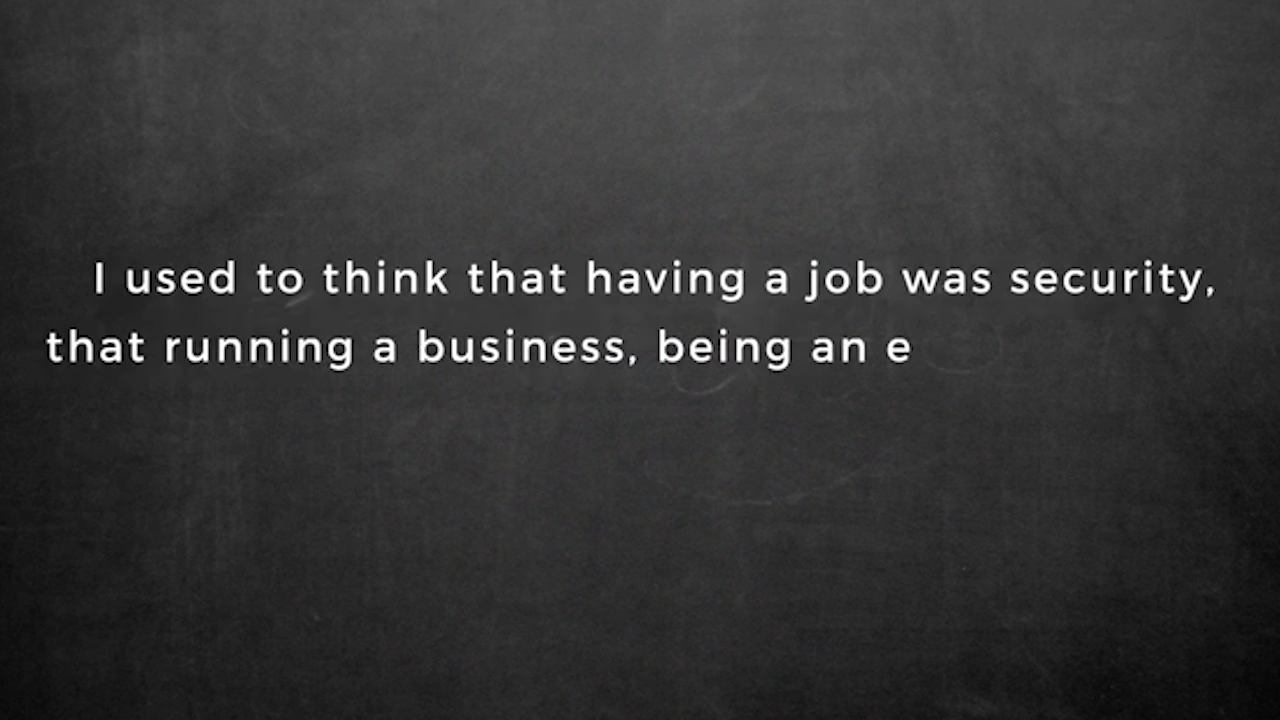 I used to think that having a job was security,
that running a business, being an e